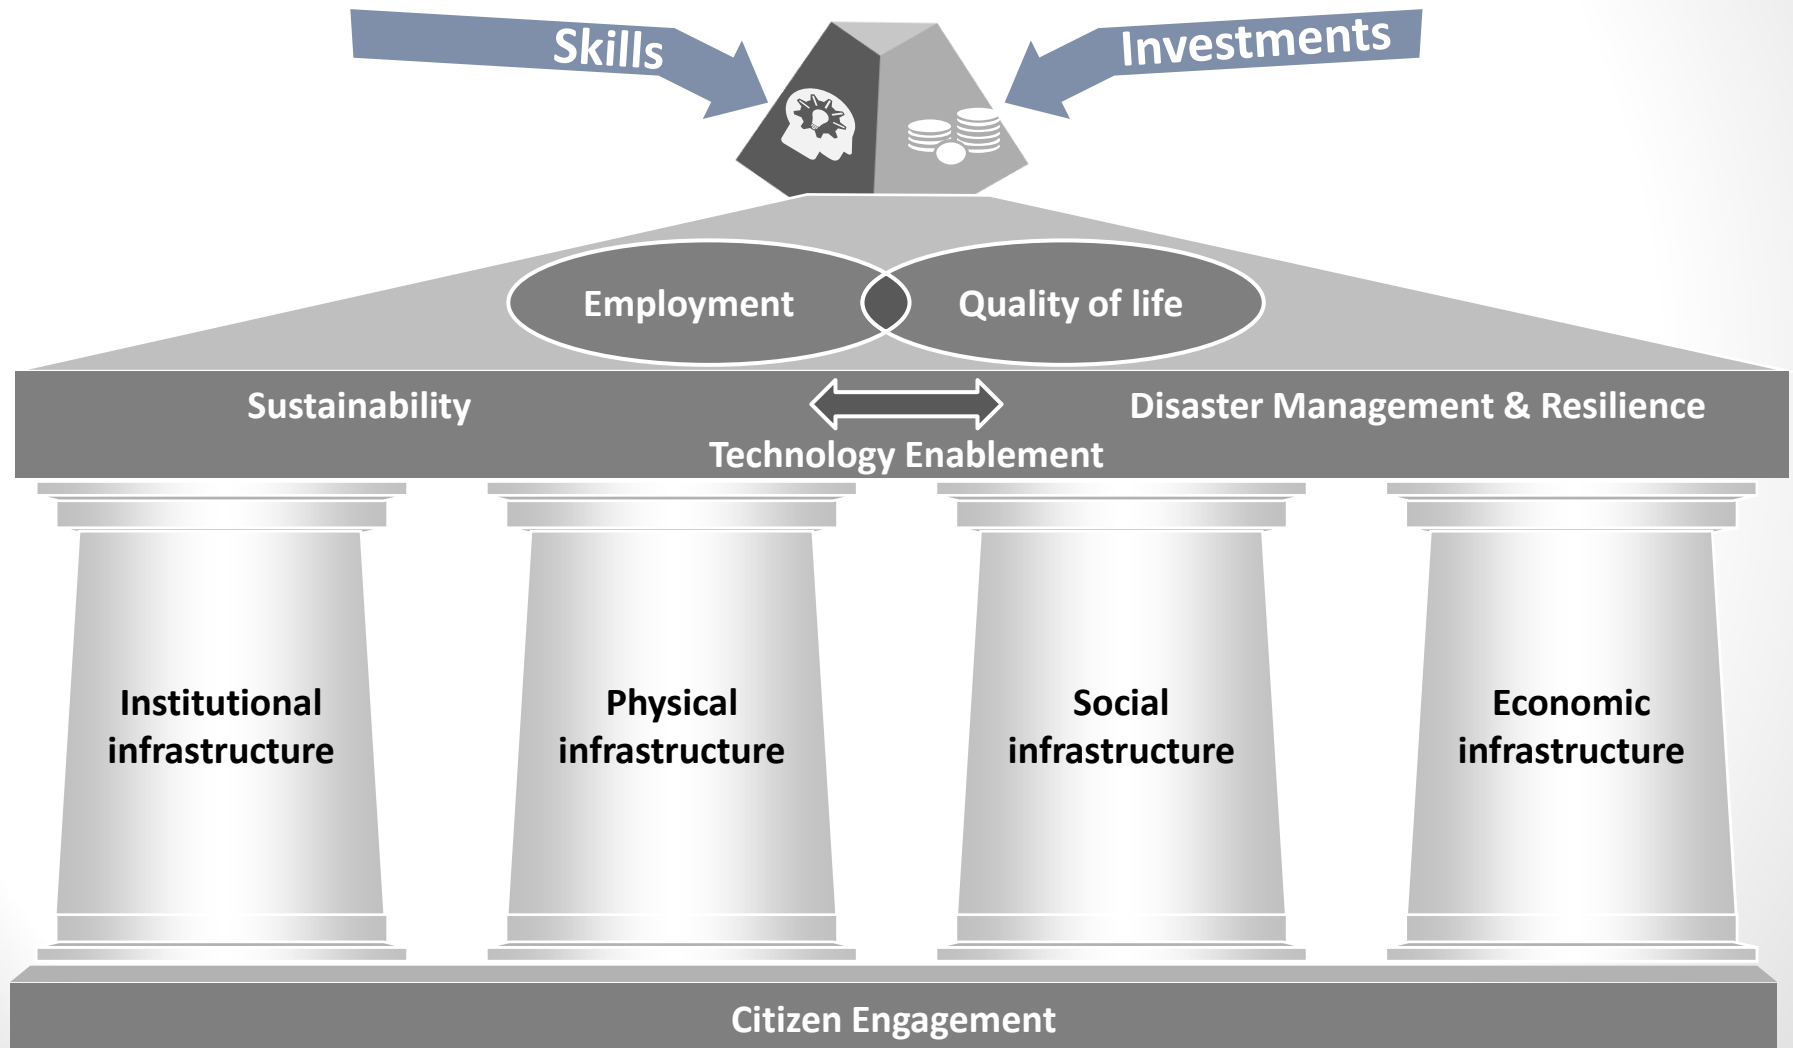 Skills
Investments
Employment
Quality of life
Sustainability
Disaster Management & Resilience
Technology Enablement
Institutional
infrastructure
Physical
infrastructure
Social
infrastructure
Economic
infrastructure
Citizen Engagement